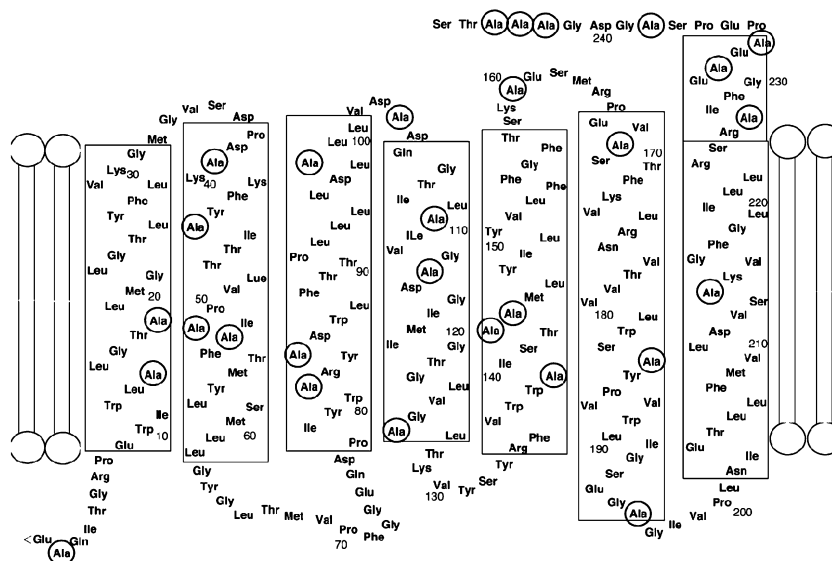 Ser Thr Ala Ala Ala Gly Asp Gly Ala Ser Pro Glu Pro
240
Ala
Glu
Ala
Glu Gly 230
Phe
Ile
Ala
Arg
Met
Gly
Lys 30
Val Leu
Phe
Tyr
Leu
Thr
Gly
Leu Gly
Met
20
Leu
Ala
Thr
Gly
Leu
Ala
Leu
Trp
Ile
Trp 10
Glu
Pro
Arg
Gly
Thr
Ile
<Glu Ala Gln
Gly Val Ser Asp
Pro
Asp
Ala
Lys 40 Lys
Phe
Tyr
Ala
Ile
Thr
Thr
Lue
Val
50
Pro
Ala Ile
Ala
Phe Thr
Met
Tyr
Leu Ser
Met
60
Leu
Leu
Gly
Tyr
Gly
Leu Thr Met Val Pro Phe Gly Gly Glu Gln Asp
70
Val Asp Ala Asp
Leu
Leu 100
Ala Leu
Asp
Leu
Leu
Leu
Leu
Pro Thr 90
Thr
Phe
Leu
Trp
Asp
Ala Tyr
Arg
Ala
Trp
Tyr 80
Ile
Pro
Gln
Gly
Thr
Ile Leu
Ala
110
ILe
Val Gly
Ala
Asp
Gly
Ile
Met 120
Ile Gly
Thr
Gly
Leu
Val
Gly
Ala Leu
Thr
Lys
Val Tyr Ser Tyr
130
160 Ala Glu Ser Met Arg Pro
Lys
Ser
Thr
Phe
Gly
Phe Phe
Leu
Val
Tyr
150 Leu
Ile
Tyr
Leu
Met
Ala
Ala Thr
Ser
Ile
140 Ala
Trp
Trp
Val
Phe
Arg
Glu Val
Ala 170
Ser Thr
Phe
Lys
Val Leu
Arg
Asn
Val
Thr
Val Val
180 Leu
Trp
Ser
Ala
Tyr
Pro
Val Val
Trp
Leu
190 Ile
Gly
Ser
Glu
Gly
Ala
Gly Ile Val Pro Leu
200
Ser
Arg
Leu
Leu
220
Ile Leu
Gly
Phe
Gly Val
Lys
Ala
Ser
Val
Asp
210
Leu Val
Met
Phe
Leu
Leu
Thr
Glu Ile
Asn